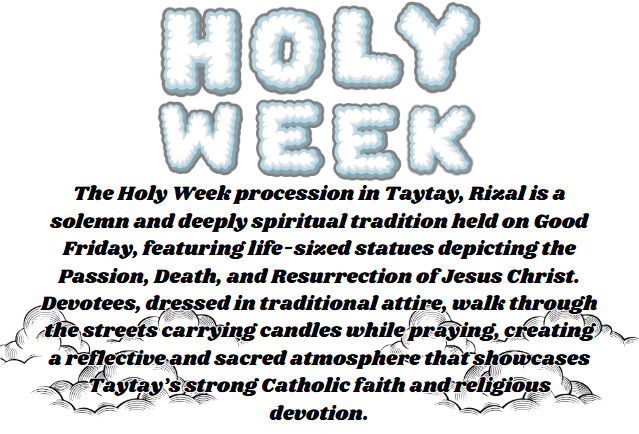 HOLY
WEEK
The Holy Week procession in Taytay, Rizal is a
solemn and deeply spiritual tradition held on Good
Friday, featuring life-sized statues depicting the
Passion, Death, and Resurrection of Jesus Christ.
Devotees, dressed in traditional attire, walk through
the streets carrying candles while praying, creating
a reflective and sacred atmosphere that showcases
Taytay's strong Catholic faith and religious
devotion.